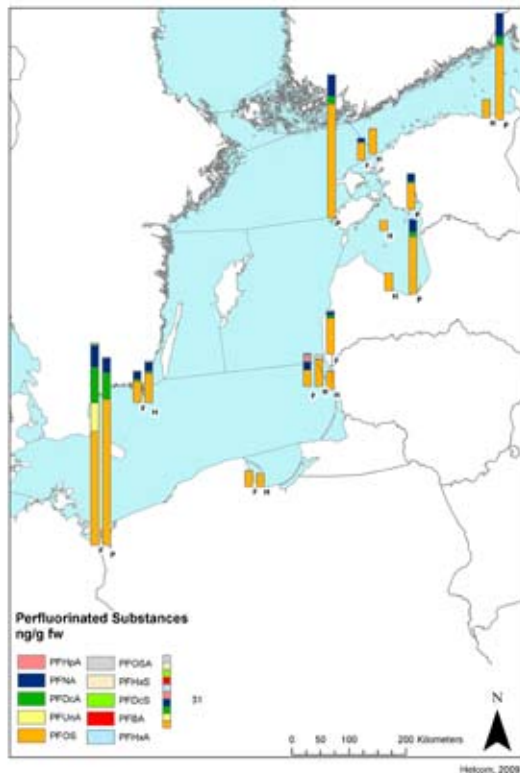 H
P
F
H
P
P
H
H
P
F
F
H
H
F
H
F
H
F
P
Perfluorinated Substances
ng/g fw
PFHpA
PFOSA
PFNA
PFHxS
PFDcA
PFDcS
PFUnA
PFBA
PFOS
PFHxA
31
N
0 50 100 200 Kilometers
Helcom, 2009